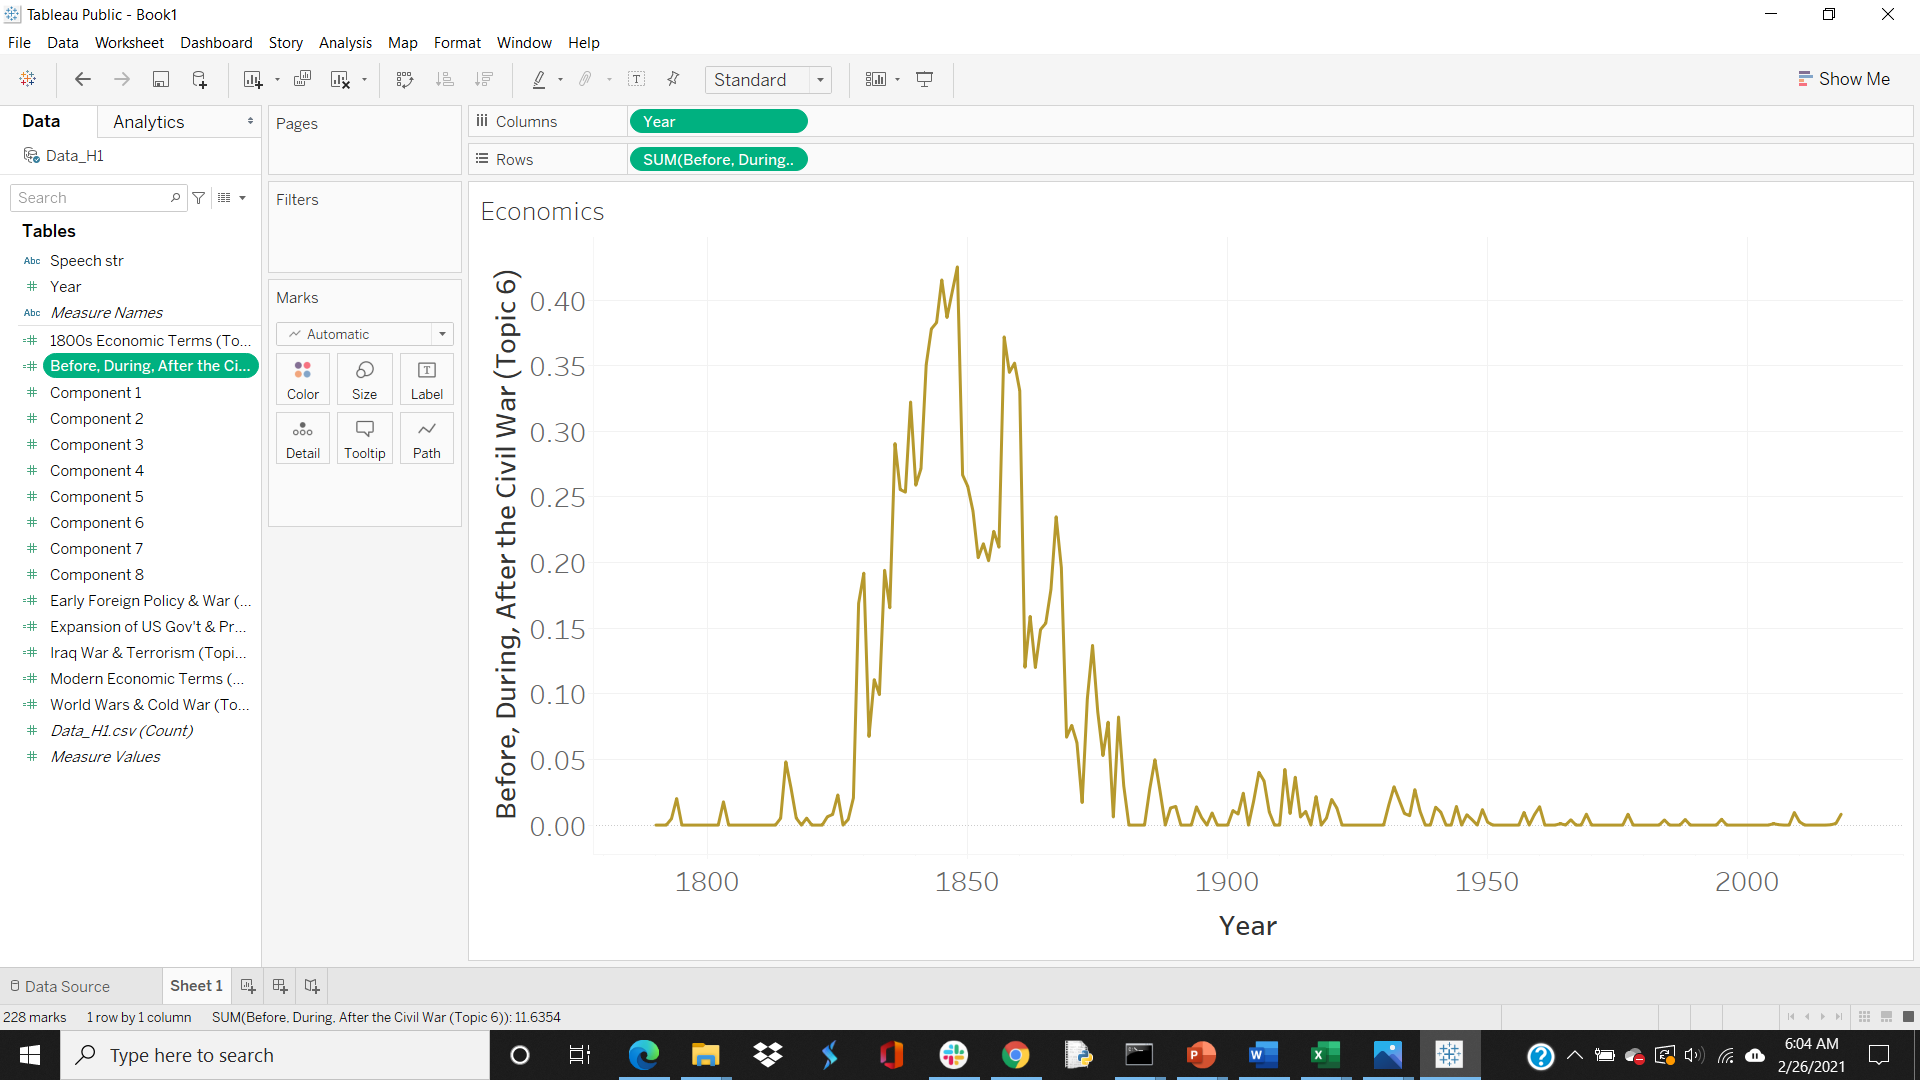 Tableau Public - Book1
File Data Worksheet Dashboard Story Analysis Map Format Window Help
Standard
Show Me
Data Analytics
Data_H1
Search
Tables
Abc Speech str
Year
Abc Measure Names
1800s Economic Terms (To...
Before, During, After the Ci...
Component 1
Component 2
Component 3
Component 4
Component 5
Component 6
Component 7
Component 8
Early Foreign Policy & War (...
Expansion of US Gov't & Pr...
Iraq War & Terrorism (Topi...
Modern Economic Terms (...
World Wars & Cold War (To...
Data_H1.csv (Count)
Measure Values
Pages
Filters
Marks
Automatic
Color Size Label
Detail Tooltip Path
Columns Year
Rows SUM(Before, During..
Economics
Before, During, After the Civil War (Topic 6)
0.40
0.35
0.30
0.25
0.20
0.15
0.10
0.05
0.00
1800 1850 1900 1950 2000
Year
Data Source Sheet 1
228 marks 1 row by 1 column SUM(Before, During, After the Civil War (Topic 6)): 11.6354
Type here to search
6:04 AM
2/26/2021